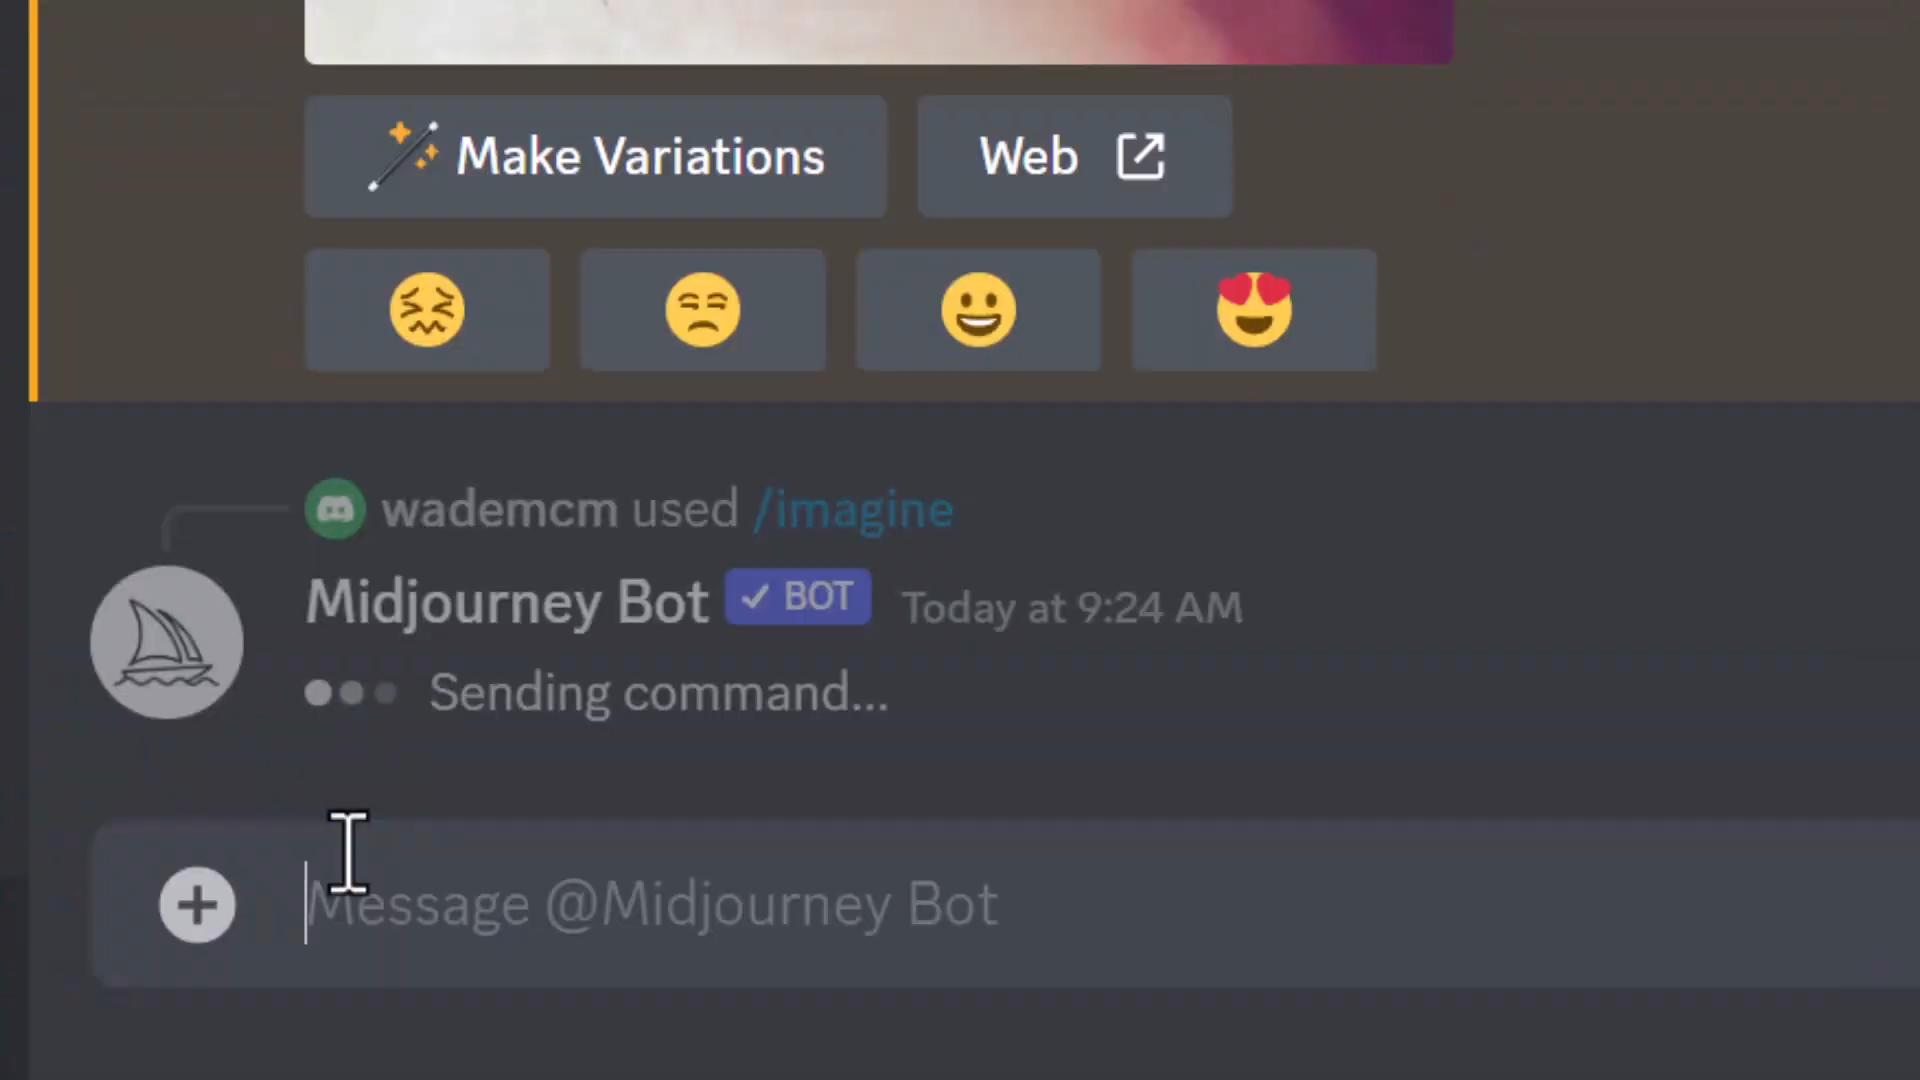 Make Variations
Web
wademcm used /imagine
Midjourney Bot ✓ BOT Today at 9:24 AM
Sending command...
Message @Midjourney Bot